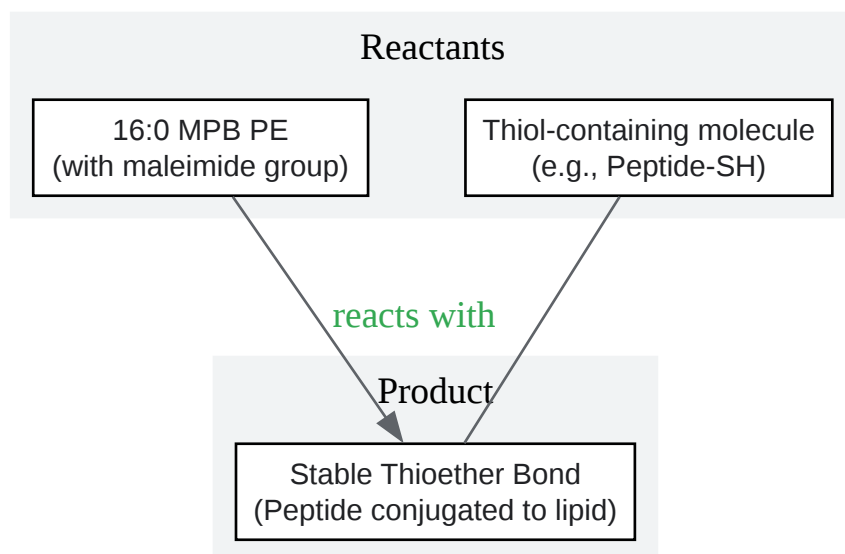 Reactants
16:0 MPB PE
(with maleimide group)
Thiol-containing molecule
(e.g., Peptide-SH)
reacts with
Product
Stable Thioether Bond
(Peptide conjugated to lipid)